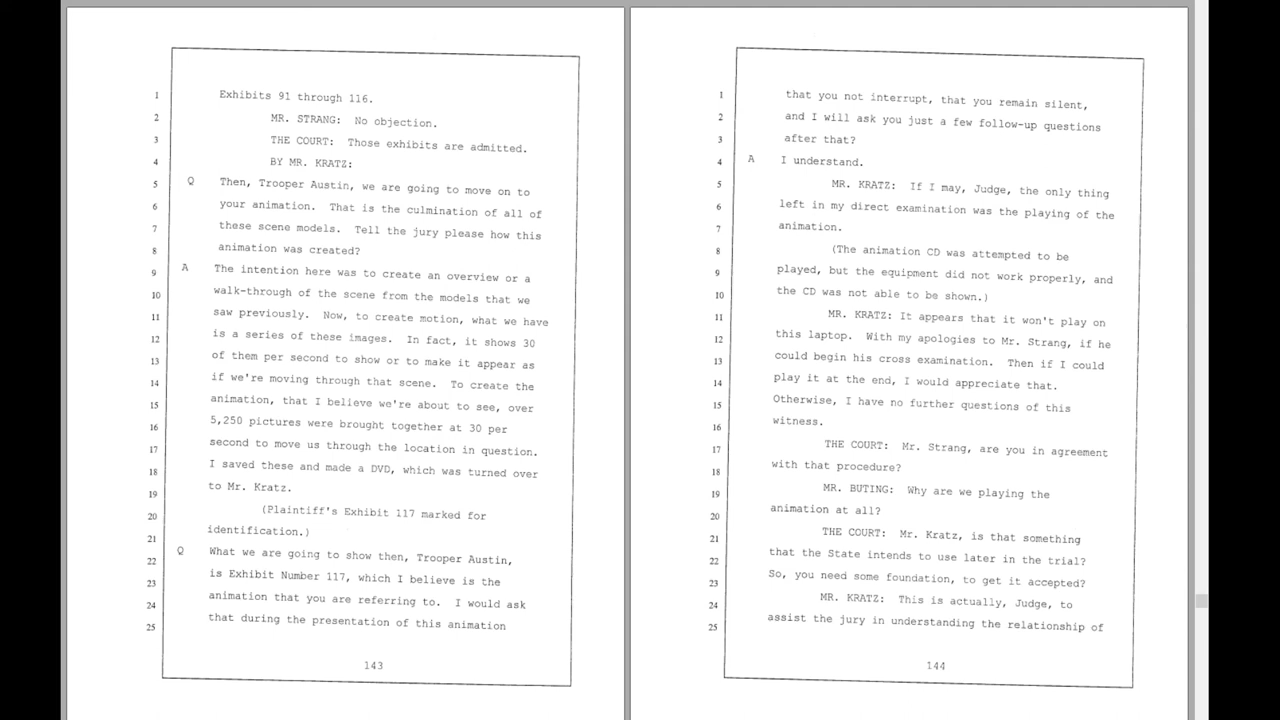 1 Exhibits 91 through 116.
2 MR. STRANG: No objection.
3 THE COURT: Those exhibits are admitted.
4 BY MR. KRATZ:
5 Q Then, Trooper Austin, we are going to move on to
6 your animation. That is the culmination of all of
7 these scene models. Tell the jury please how this
8 animation was created?
9 A The intention here was to create an overview or a
10 walk-through of the scene from the models that we
11 saw previously. Now, to create motion, what we have
12 is a series of these images. In fact, it shows 30
13 of them per second to show or to make it appear as
14 if we're moving through that scene. To create the
15 animation, that I believe we're about to see, over
16 5,250 pictures were brought together at 30 per
17 second to move us through the location in question.
18 I saved these and made a DVD, which was turned over
19 to Mr. Kratz.
20 (Plaintiff's Exhibit 117 marked for
21 identification.)
22 Q What we are going to show then, Trooper Austin,
23 is Exhibit Number 117, which I believe is the
24 animation that you are referring to. I would ask
25 that during the presentation of this animation
143
1 that you not interrupt, that you remain silent,
2 and I will ask you just a few follow-up questions
3 after that?
4 A I understand.
5 MR. KRATZ: If I may, Judge, the only thing
6 left in my direct examination was the playing of the
7 animation.
8 (The animation CD was attempted to be
9 played, but the equipment did not work properly, and
10 the CD was not able to be shown.)
11 MR. KRATZ: It appears that it won't play on
12 this laptop. With my apologies to Mr. Strang, if he
13 could begin his cross examination. Then if I could
14 play it at the end, I would appreciate that.
15 Otherwise, I have no further questions of this
16 witness.
17 THE COURT: Mr. Strang, are you in agreement
18 with that procedure?
19 MR. BUTING: Why are we playing the
20 animation at all?
21 THE COURT: Mr. Kratz, is that something
22 that the State intends to use later in the trial?
23 So, you need some foundation, to get it accepted?
24 MR. KRATZ: This is actually, Judge, to
25 assist the jury in understanding the relationship of
144